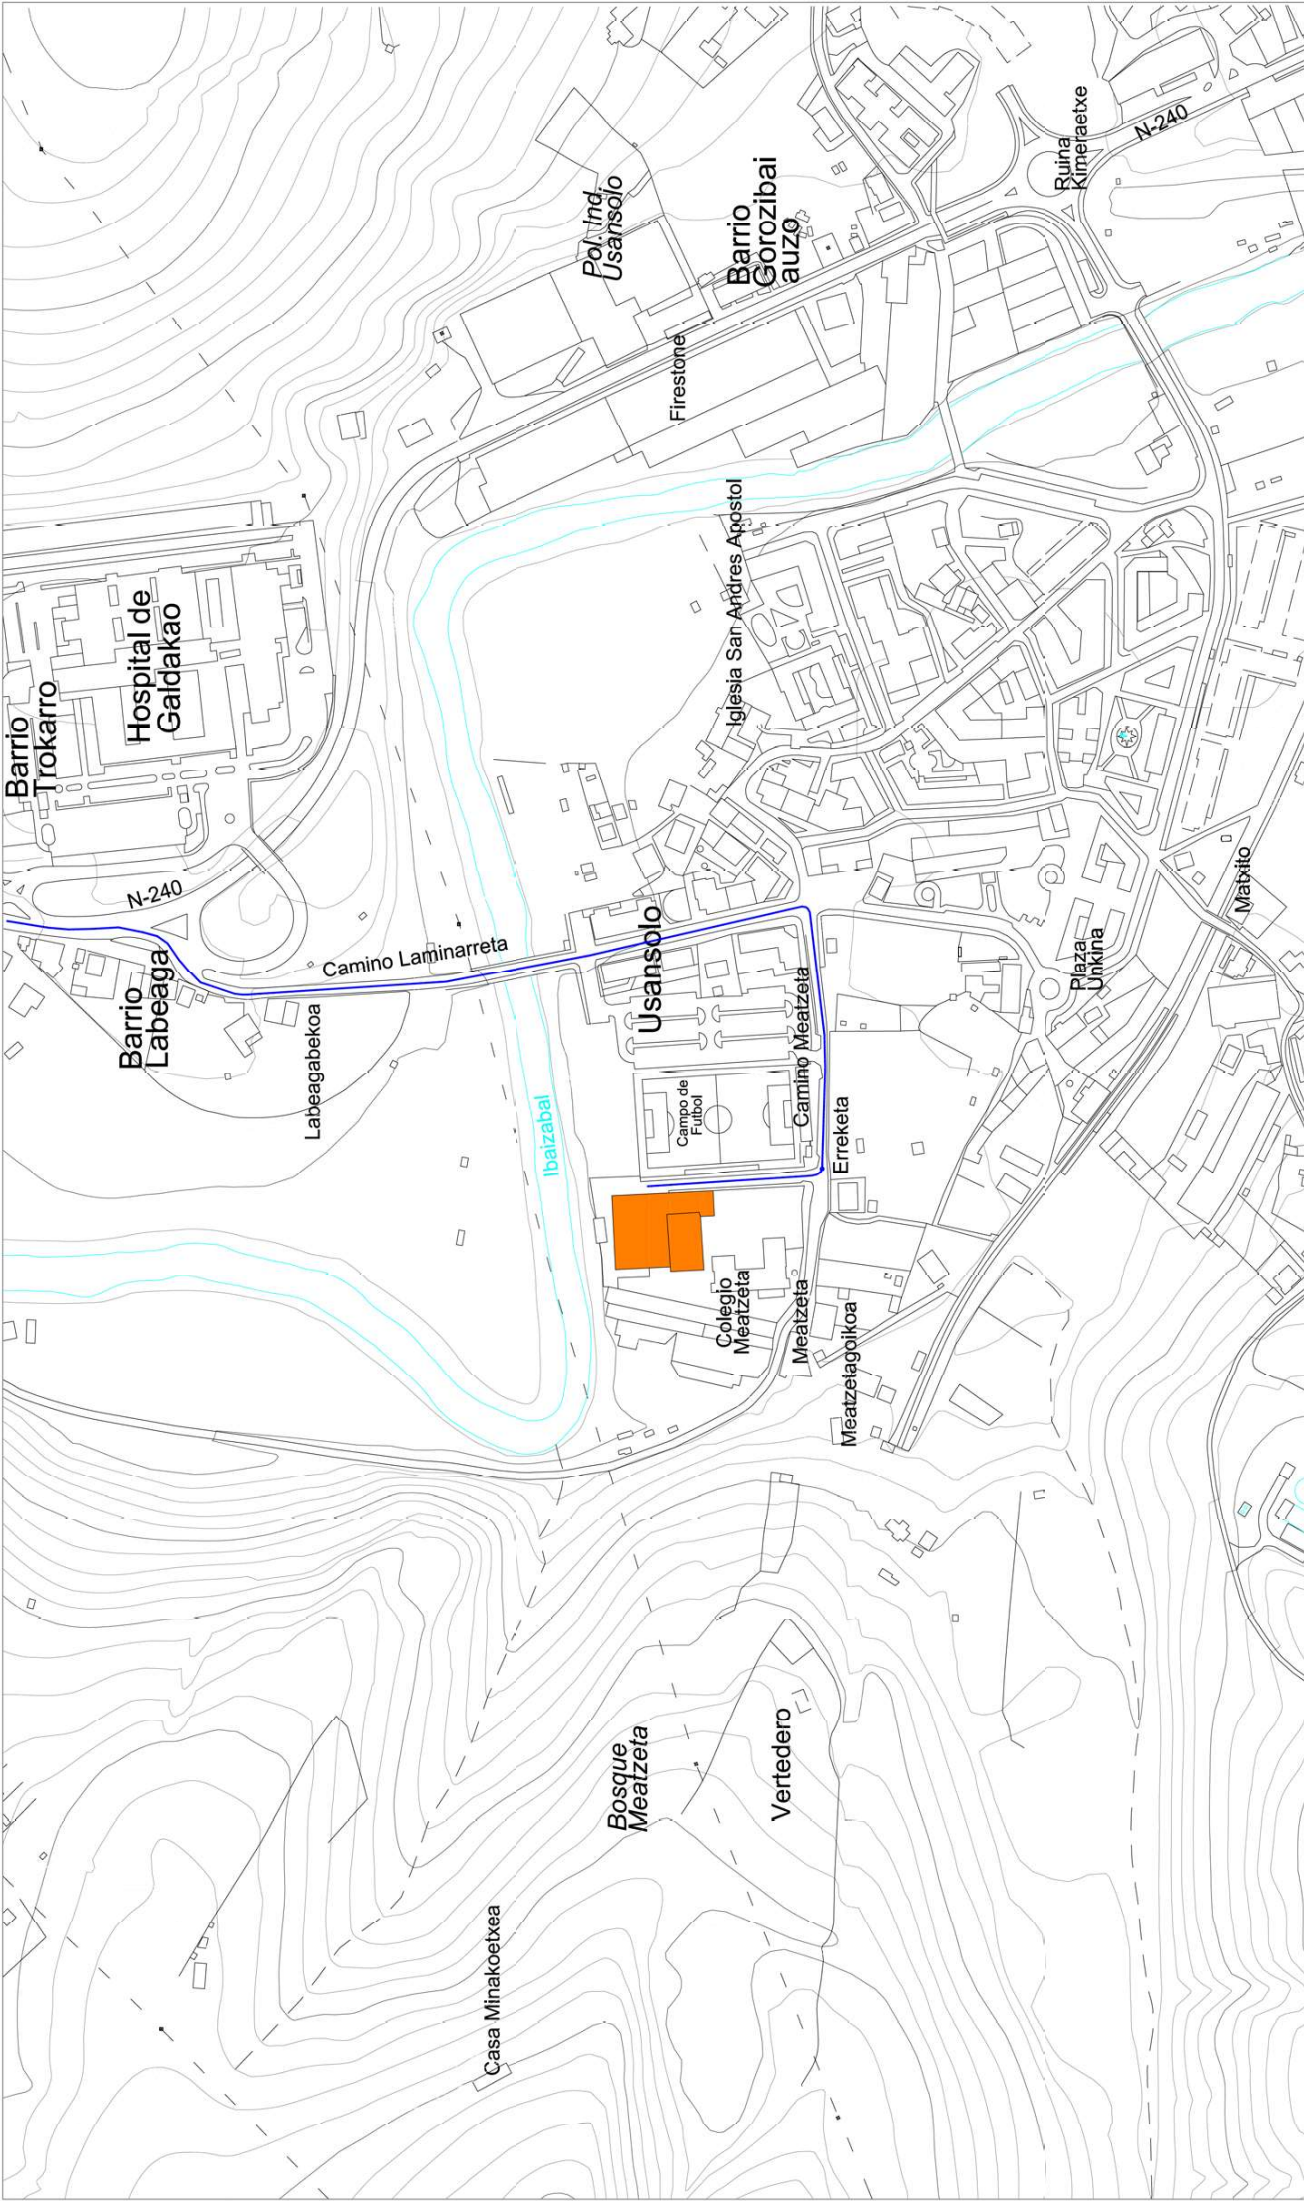 Barrio
Trokarro
Hospital de
Galdakao
N-240
Barrio
Labeaga
Labeagabekoa
Camino Laminarreta
Ibaizabal
Pol. ind.
Usansolo
Barrio
Gorozibai
auzo
Firestone
Ruina
Kimeraetxe
N-240
Iglesia San Andres Apostol
Usansolo
Campo de
Futbol
Camino Meatzeta
Erreketa
Colegio
Meatzeta
Meatzeta
Meatzelagoikoa
Plaza
Unkina
Matxito
Bosque
Meatzeta
Vertedero
Casa Minakoetxea